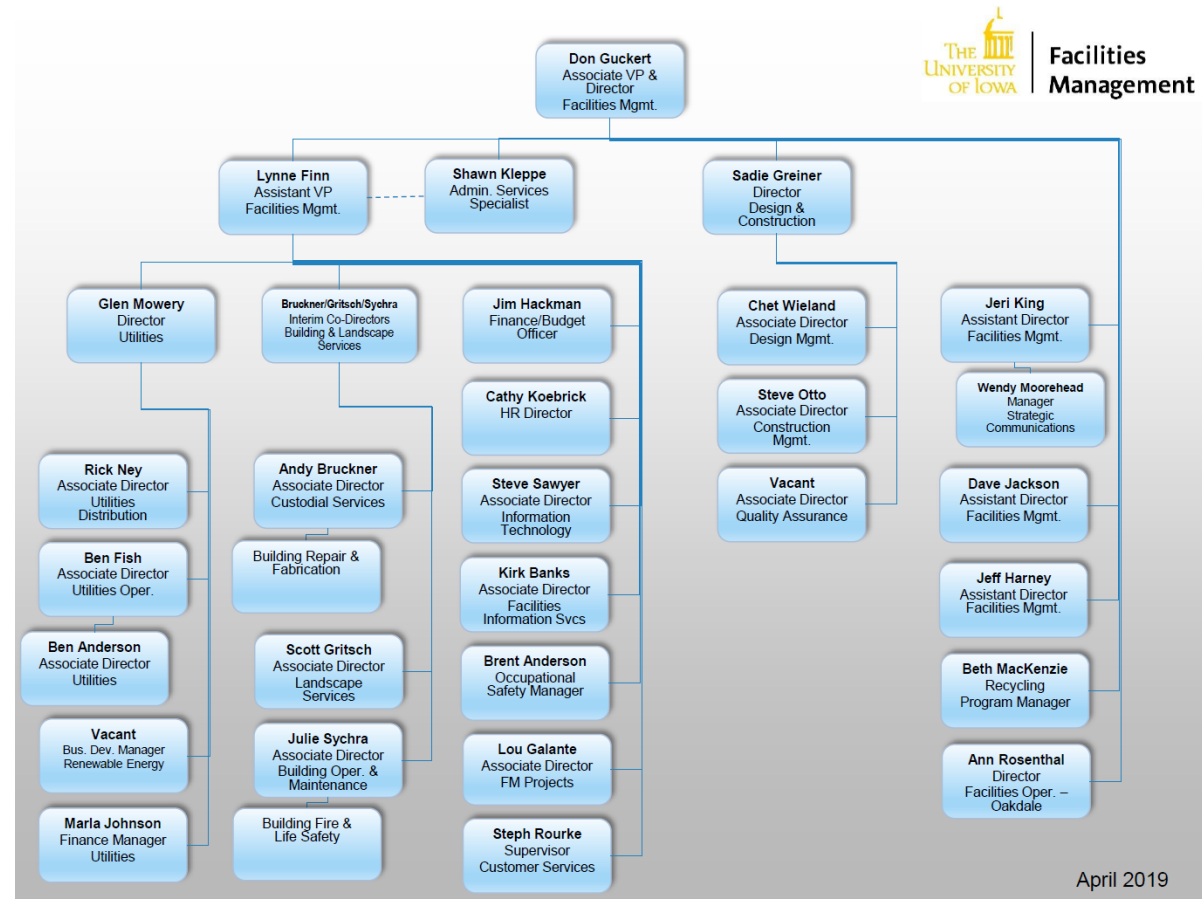 THE
UNIVERSITY
OF IOWA
Facilities
Management
Don Guckert
Associate VP &
Director
Facilities Mgmt.
Lynne Finn
Assistant VP
Facilities Mgmt.
Shawn Kleppe
Admin. Services
Specialist
Sadie Greiner
Director
Design &
Construction
Glen Mowery
Director
Utilities
Bruckner/Gritsch/Sychra
Interim Co-Directors
Building & Landscape
Services
Jim Hackman
Finance/Budget
Officer
Chet Wieland
Associate Director
Design Mgmt.
Jeri King
Assistant Director
Facilities Mgmt.
Wendy Moorehead
Manager
Strategic
Communications
Cathy Koebrick
HR Director
Steve Otto
Associate Director
Construction
Mgmt.
Rick Ney
Associate Director
Utilities
Distribution
Andy Bruckner
Associate Director
Custodial Services
Steve Sawyer
Associate Director
Information
Technology
Vacant
Associate Director
Quality Assurance
Dave Jackson
Assistant Director
Facilities Mgmt.
Ben Fish
Associate Director
Utilities Oper.
Building Repair &
Fabrication
Kirk Banks
Associate Director
Facilities
Information Svcs
Jeff Harney
Assistant Director
Facilities Mgmt.
Ben Anderson
Associate Director
Utilities
Scott Gritsch
Associate Director
Landscape
Services
Brent Anderson
Occupational
Safety Manager
Beth MacKenzie
Recycling
Program Manager
Vacant
Bus. Dev. Manager
Renewable Energy
Julie Sychra
Associate Director
Building Oper. &
Maintenance
Lou Galante
Associate Director
FM Projects
Ann Rosenthal
Director
Facilities Oper. –
Oakdale
Marla Johnson
Finance Manager
Utilities
Building Fire &
Life Safety
Steph Rourke
Supervisor
Customer Services
April 2019